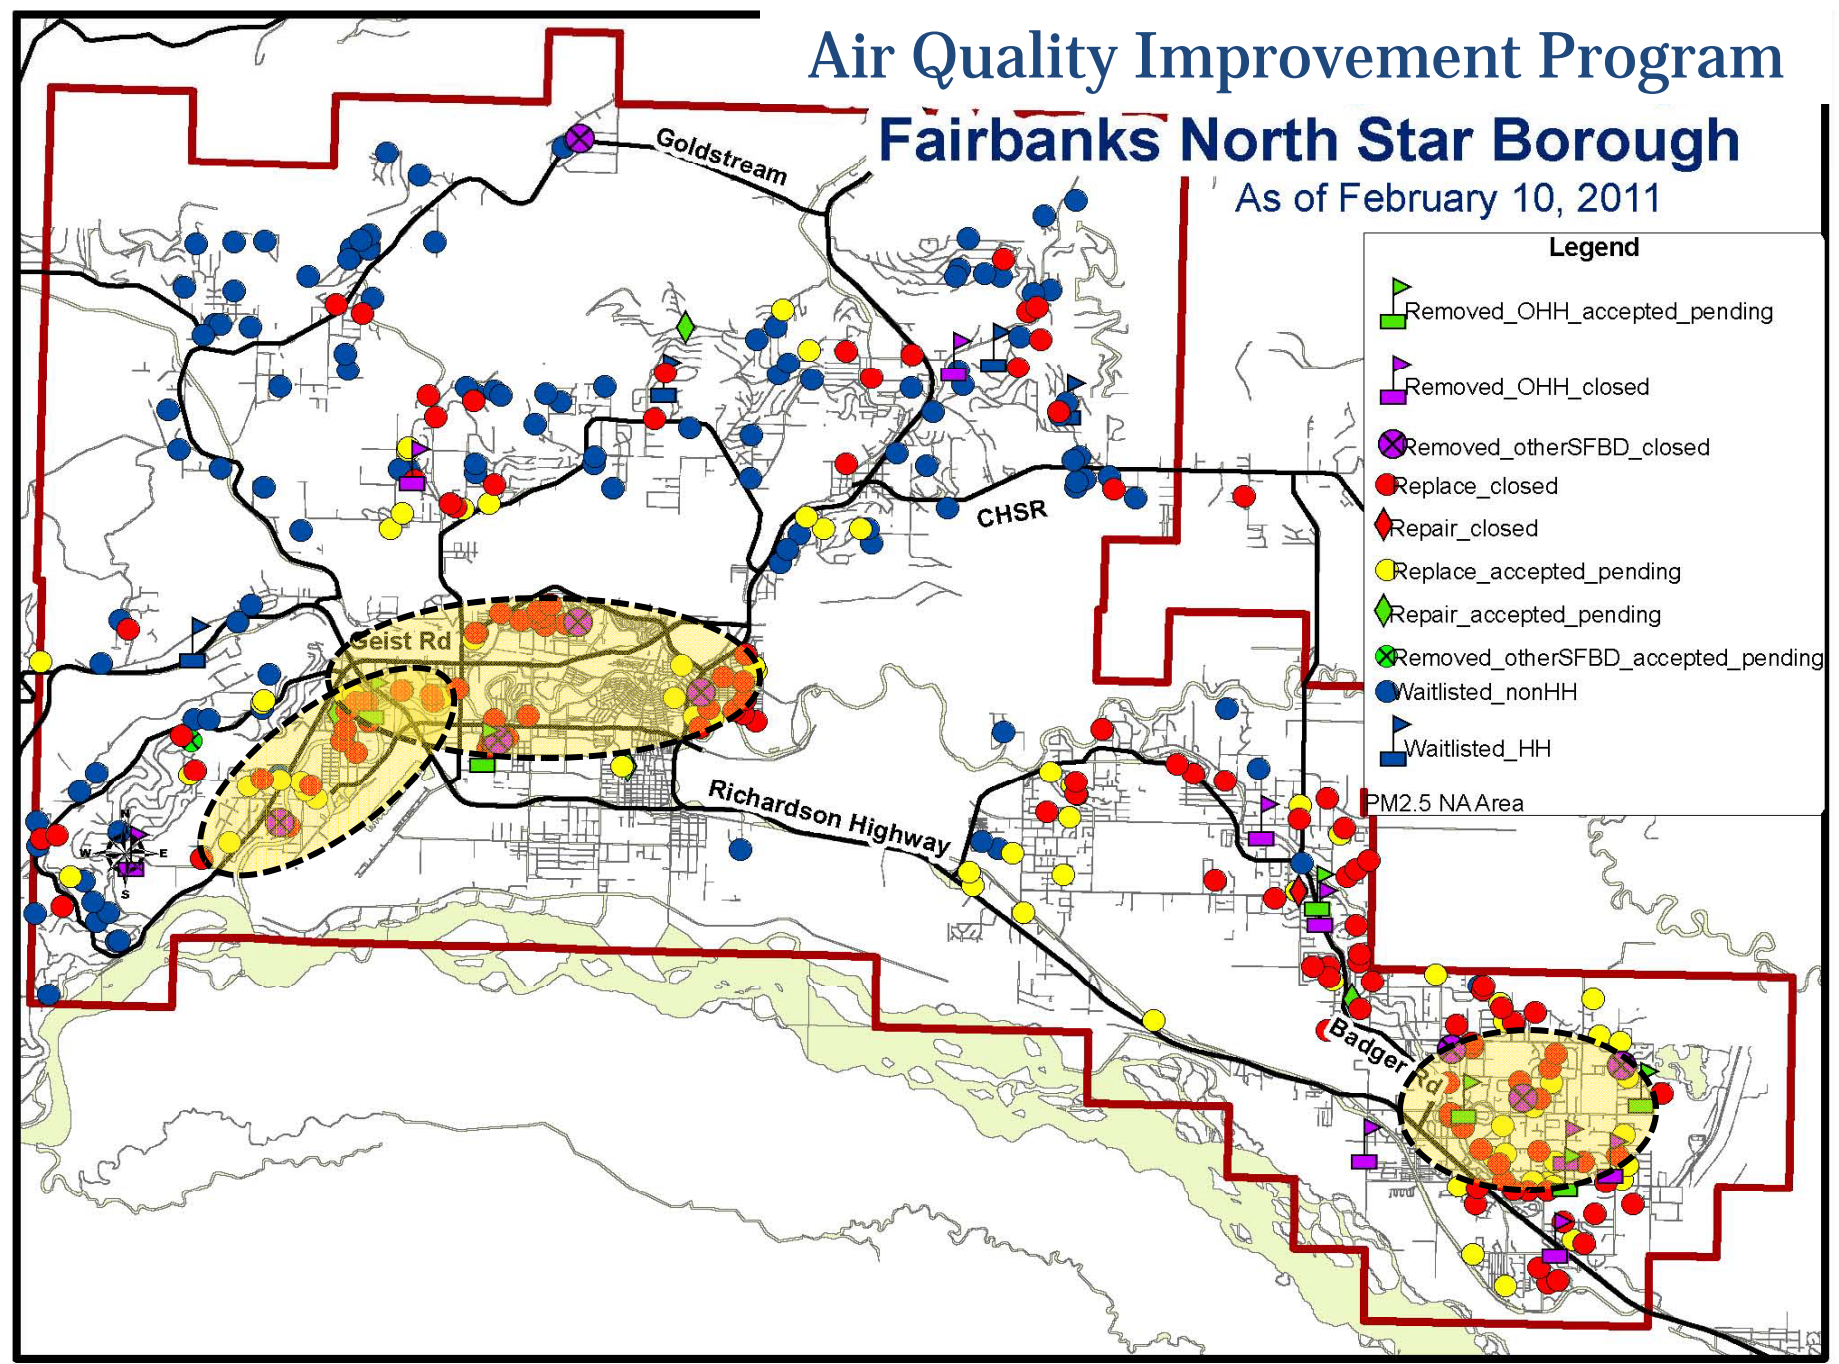 Air Quality Improvement Program
Fairbanks North Star Borough
As of February 10, 2011
Goldstream
Legend
Removed_OHH_accepted_pending
Removed_OHH_closed
Removed_otherSFBD_closed
Replace_closed
Repair_closed
Replace_accepted_pending
Repair_accepted_pending
Removed_otherSFBD_accepted_pending
Waitlisted_nonHH
Waitlisted_HH
PM2.5 NA Area
CHSR
Geist Rd
Richardson Highway
N
W E
S
Badger Rd